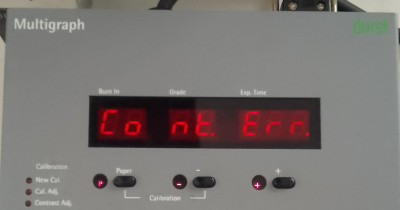 Multigraph durst
Burn In Grade Exp. Time
Co nt. Err.
Calibration
New Cal. P Paper - - + +
Cal. Adj. Calibration
Contrast Adj.